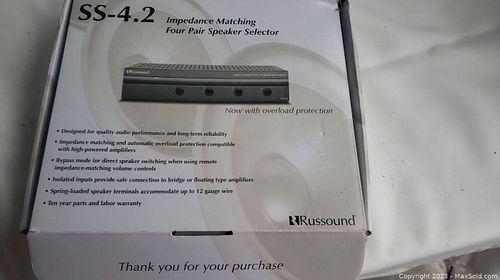 SS-4.2 Impedance Matching
Four Pair Speaker Selector
Russound
Now with overload protection
• Designed for quality audio performance and long-term reliability
• Impedance matching and automatic overload protection compatible
with high-powered amplifiers
• Bypass mode for direct speaker switching when using remote
impedance-matching volume controls
• Isolated inputs provide safe connection to bridge or floating type amplifiers
• Spring-loaded speaker terminals accommodate up to 12 gauge wire
• Ten year parts and labor warranty
Russound
Thank you for your purchase
Copyright 2023 - MaxSold.com